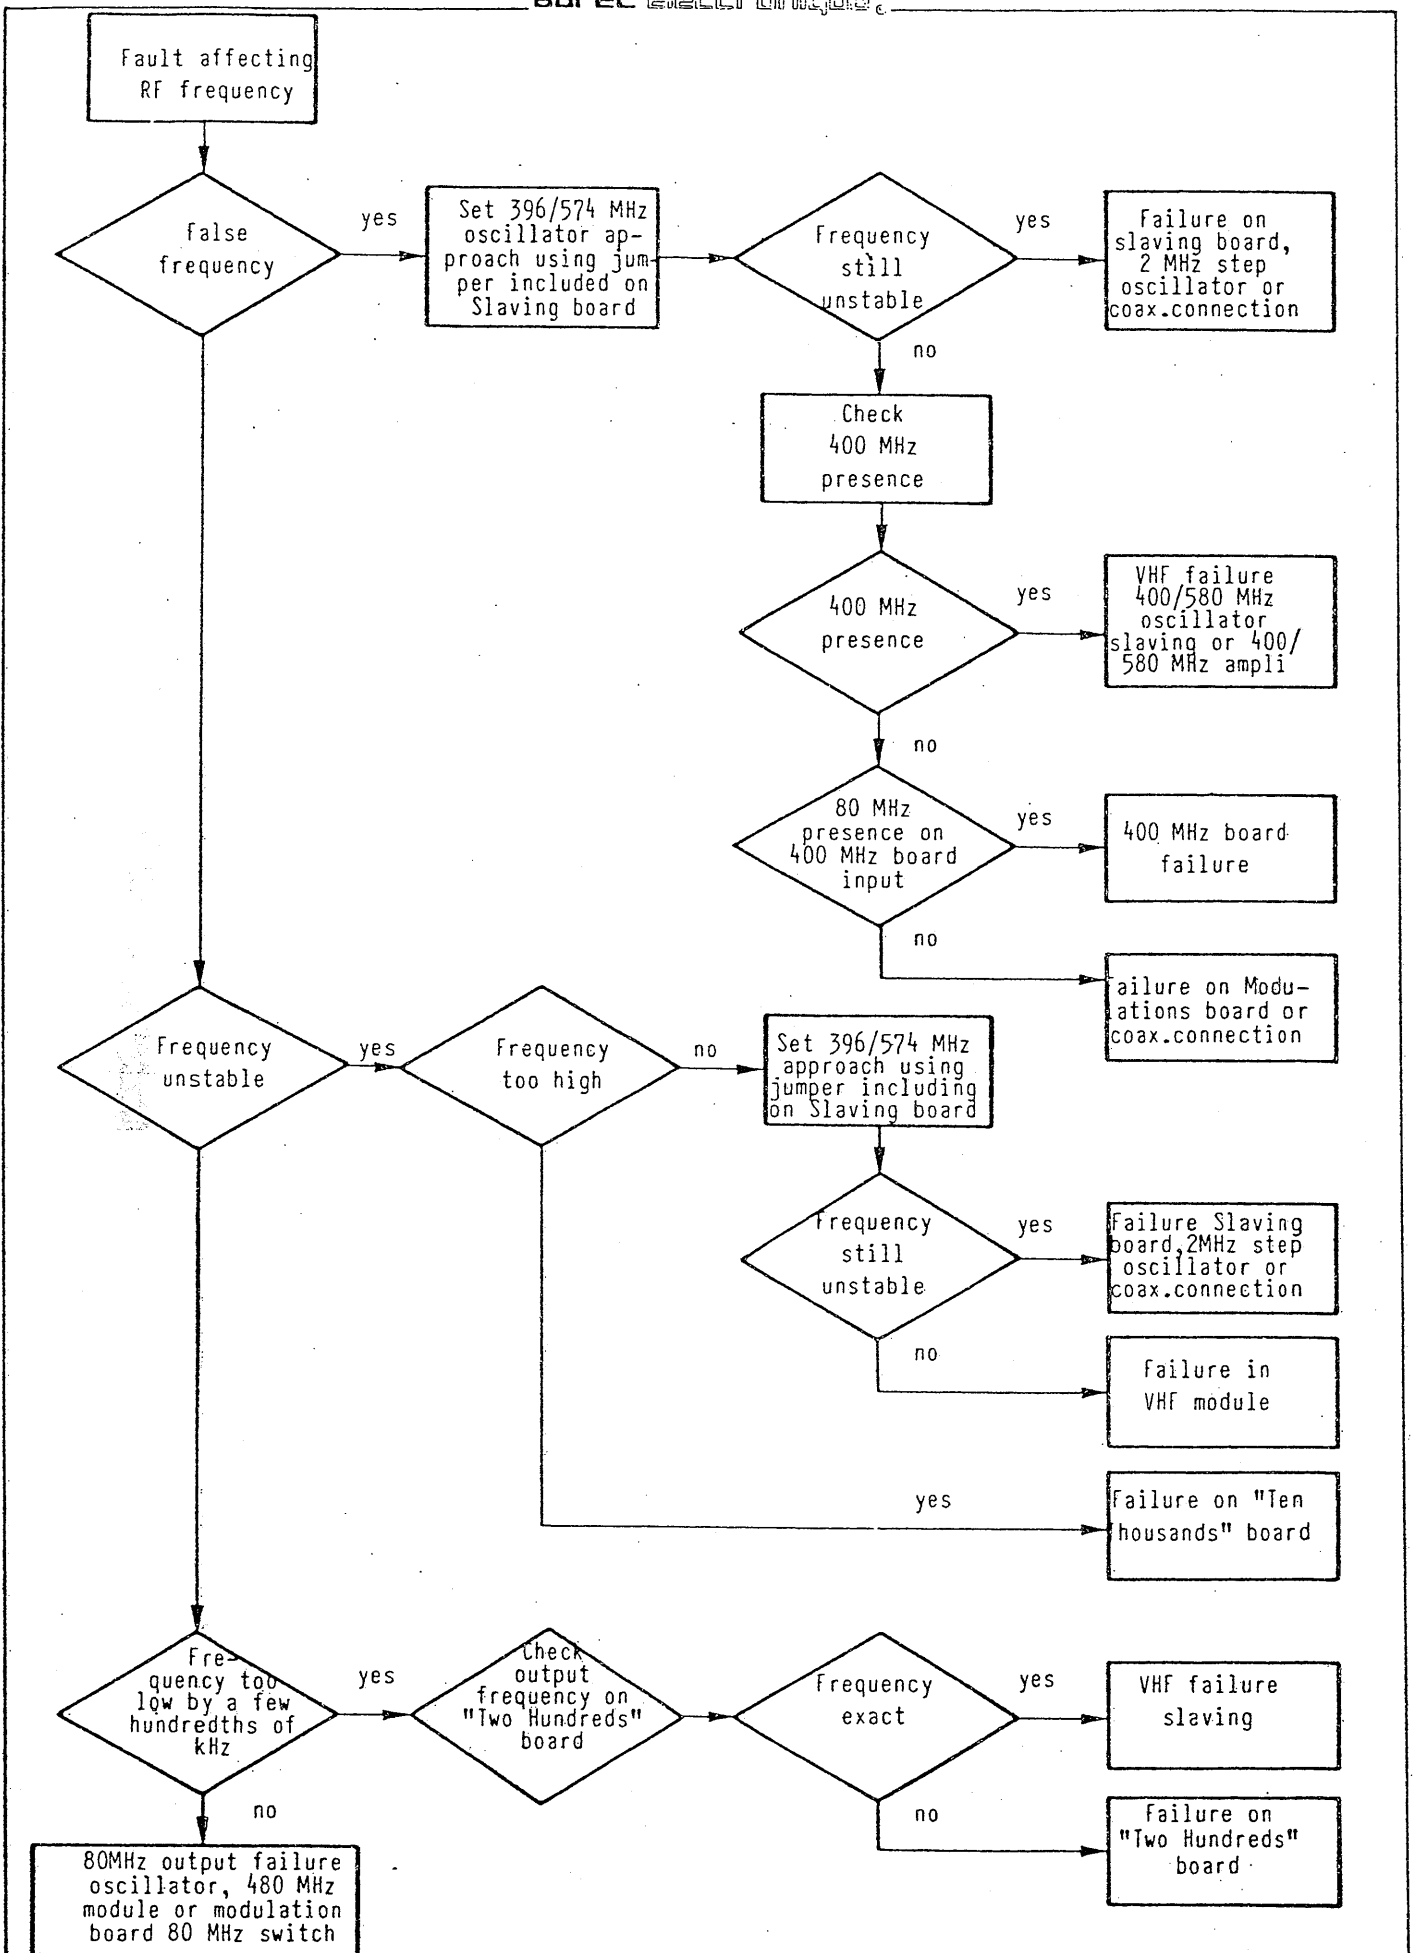 Fault affecting
RF frequency
false
frequency
yes
Set 396/574 MHz
oscillator ap-
proach using jum-
per included on
Slaving board
Frequency
still
unstable
yes
Failure on
slaving board,
2 MHz step
oscillator or
coax.connection
no
Check
400 MHz
presence
400 MHz
presence
yes
VHF failure
400/580 MHz
oscillator
slaving or 400/
580 MHz ampli
no
80 MHz
presence on
400 MHz board
input
yes
400 MHz board
failure
no
ailure on Modu-
ations board or
coax.connection
Frequency
unstable
yes
Frequency
too high
no
Set 396/574 MHz
approach using
jumper including
on Slaving board
Frequency
still
unstable
yes
Failure Slaving
board,2MHz step
oscillator or
coax.connection
no
Failure in
VHF module
yes
Failure on "Ten
housands" board
Fre-
quency too
low by a few
hundredths of
kHz
yes
Check
output
frequency on
"Two Hundreds"
board
Frequency
exact
yes
VHF failure
slaving
no
Failure on
"Two Hundreds"
board
no
80MHz output failure
oscillator, 480 MHz
module or modulation
board 80 MHz switch